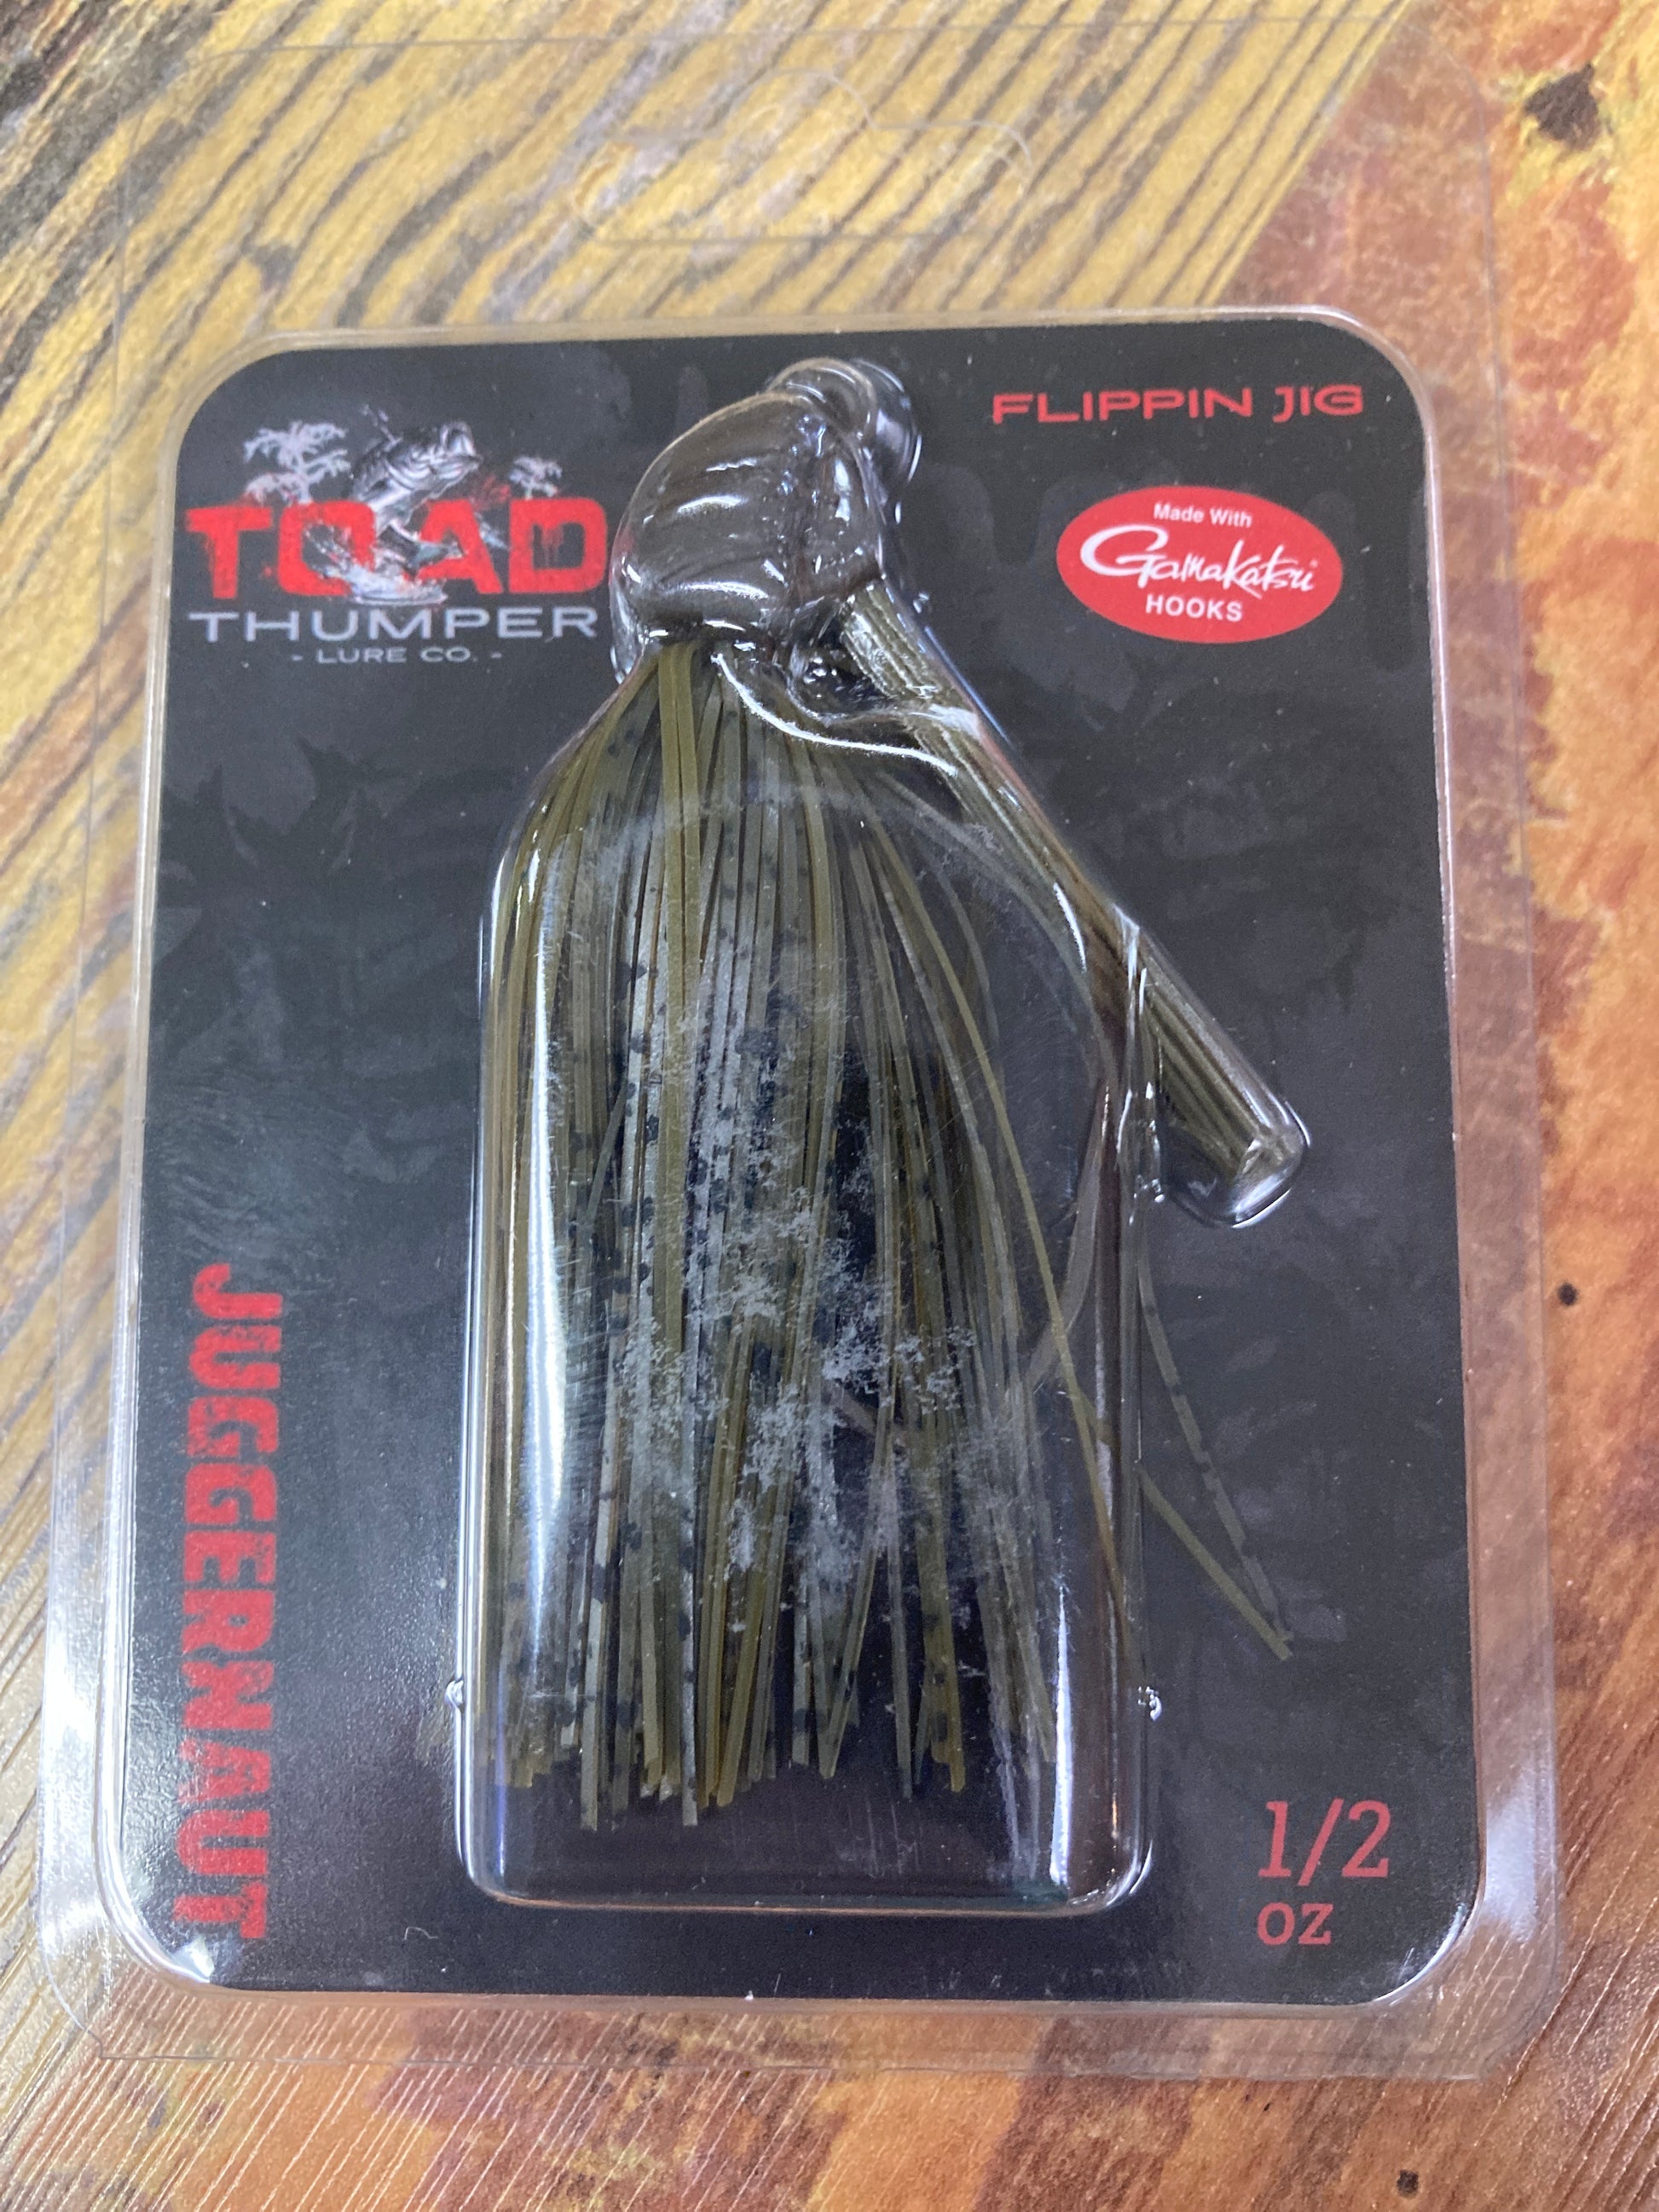 FLIPPIN JIG
TOAD
THUMPER
- LURE CO. -
Made With
Gamakatsu
HOOKS
JUGGERNAUT
1/2
oz